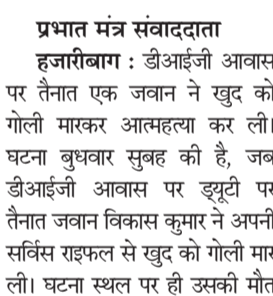 प्रभात मंत्र संवाददाता
हजारीबाग : डीआईजी आवास
पर तैनात एक जवान ने खुद को
गोली मारकर आत्महत्या कर ली।
घटना बुधवार सुबह की है, जब
डीआईजी आवास पर ड्यूटी पर
तैनात जवान विकास कुमार ने अपनी
सर्विस राइफल से खुद को गोली मार
ली। घटना स्थल पर ही उसकी मौत